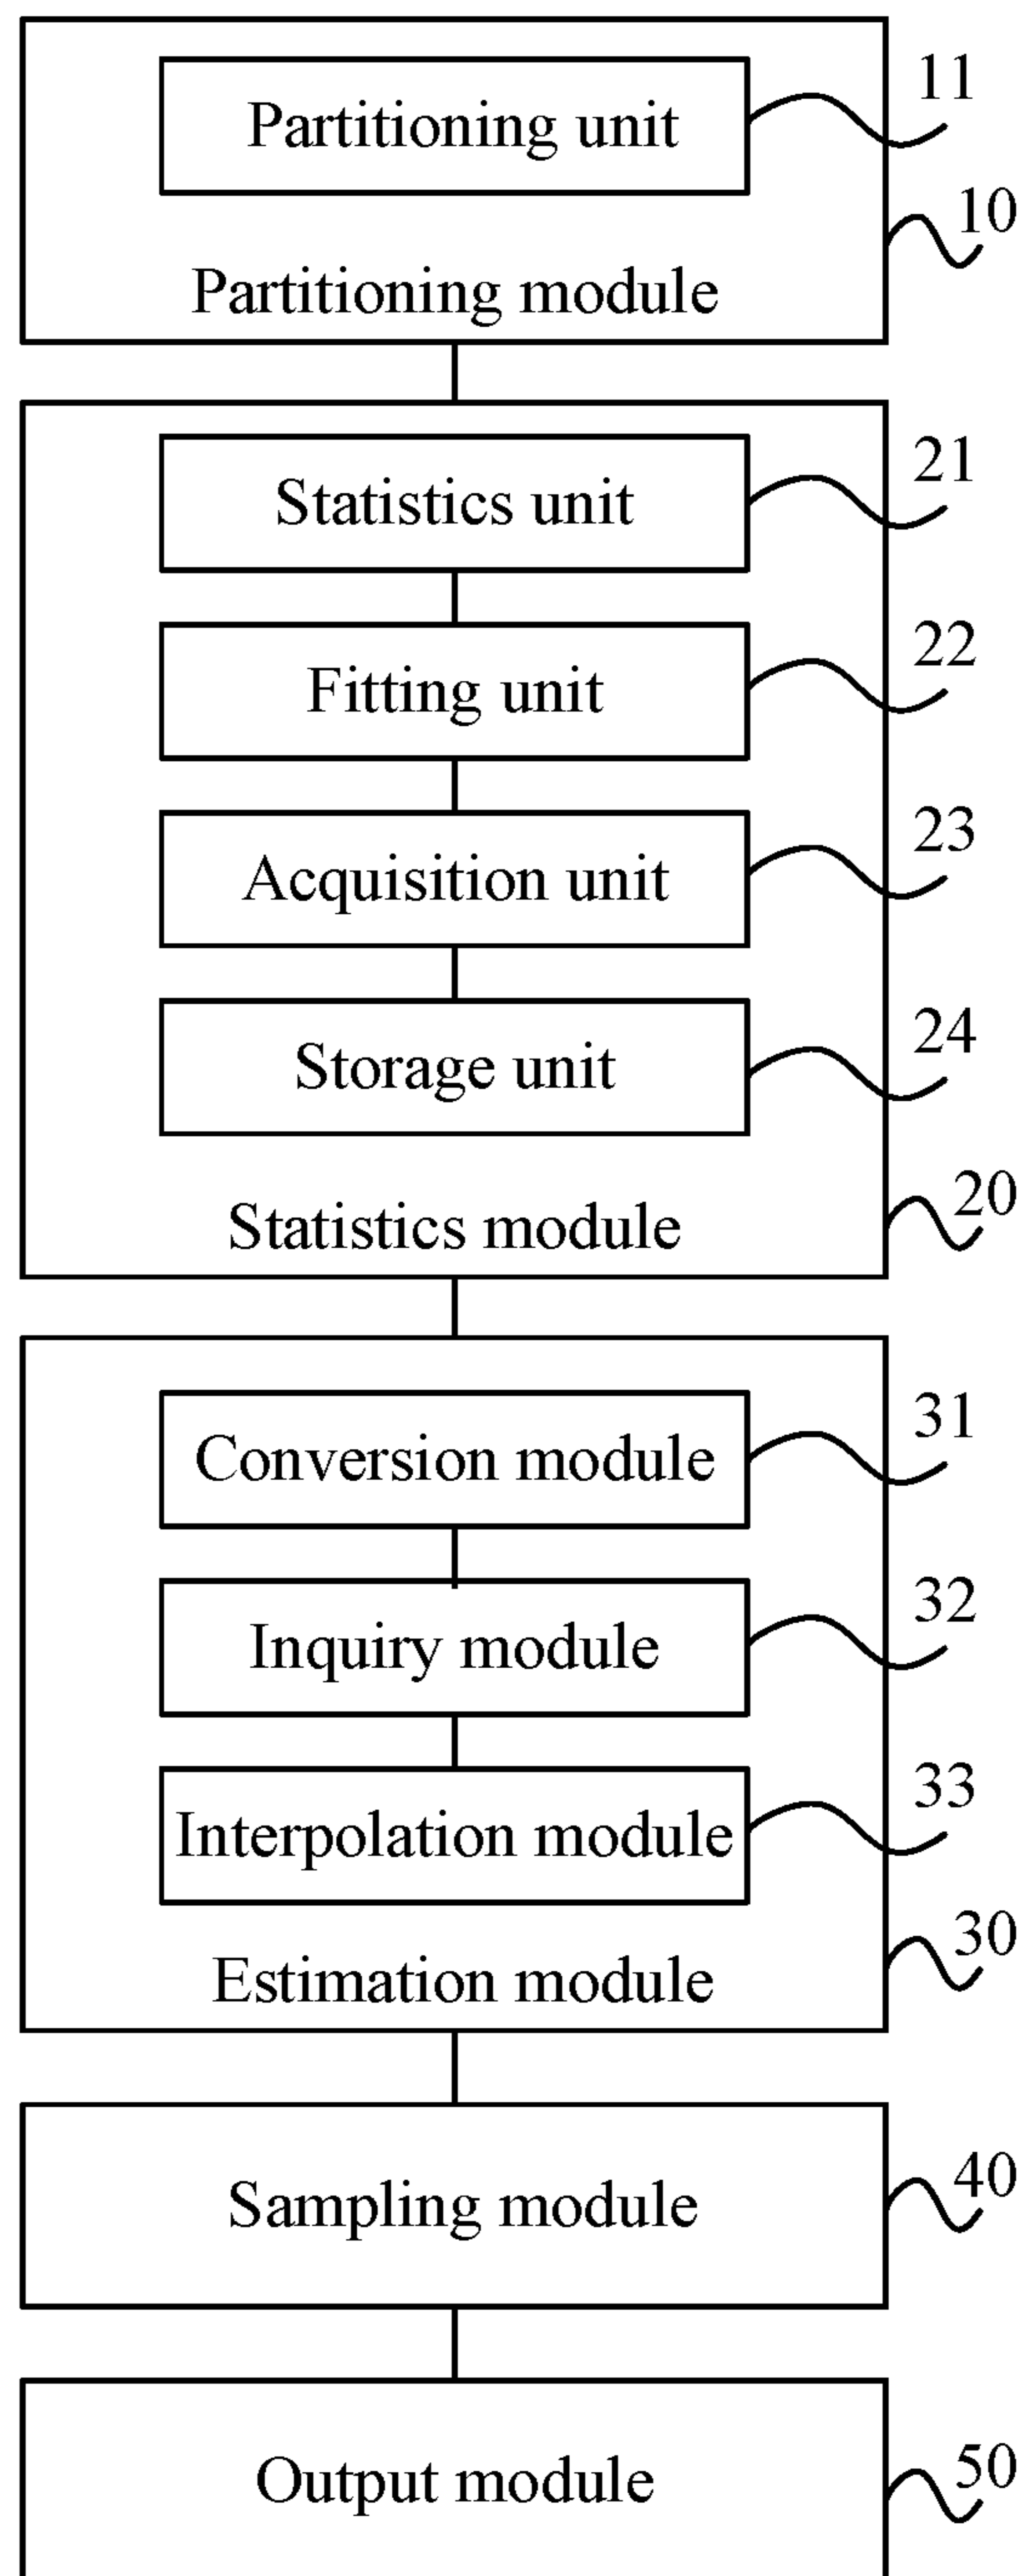 Partitioning unit
11
10
Partitioning module
Statistics unit
21
Fitting unit
22
Acquisition unit
23
Storage unit
24
20
Statistics module
Conversion module
31
Inquiry module
32
Interpolation module
33
30
Estimation module
Sampling module
40
Output module
50